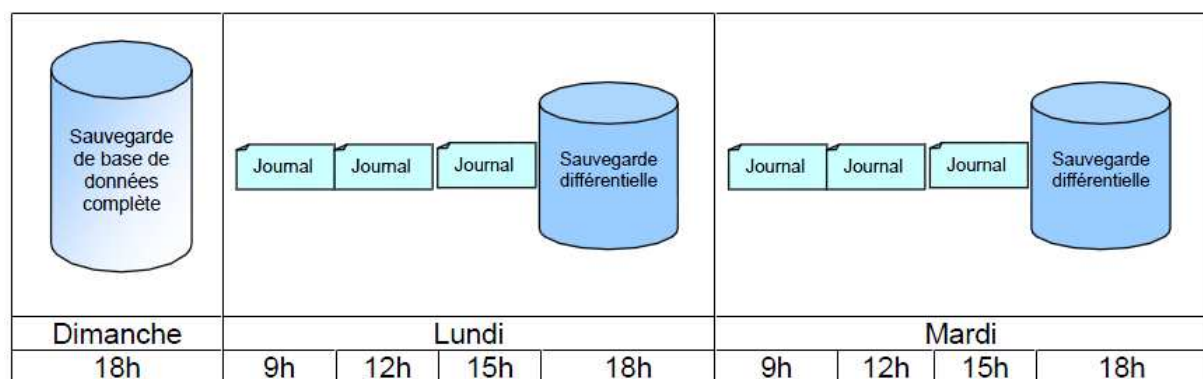 Sauvegarde
de base de
données
complète
Journal
Journal
Journal
Sauvegarde
différentielle
Journal
Journal
Journal
Sauvegarde
différentielle
Dimanche
Lundi
Mardi
18h
9h
12h
15h
18h
9h
12h
15h
18h